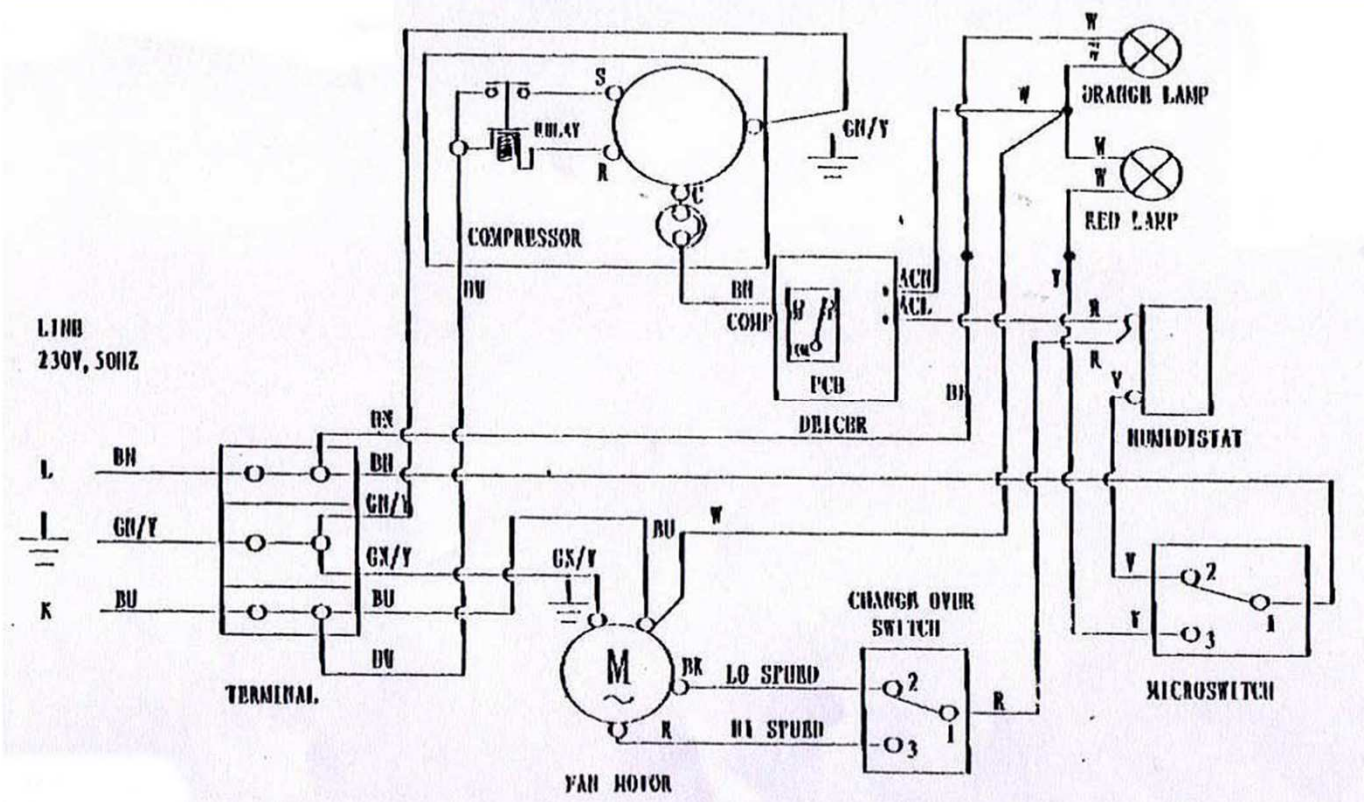 W
W
ORANGE LAMP
W
S
RELAY
R
C
GN/Y
W
W
RED LAMP
COMPRESSOR
BU
BN
COMP
ACN
ACL
PCB
DEICER
Y
R
R
V
HUMIDISTAT
LINE
230V, 50HZ
BN
BN
L
BN
BN
GN/Y
GN/Y
GN/Y
GN/Y
BU
W
N
BU
BU
BU
TERMINAL
M
BK
R
LO SPEED
HI SPEED
FAN MOTOR
CHANGE OVER
SWITCH
2
1
3
R
V
Y
2
1
3
MICROSWITCH